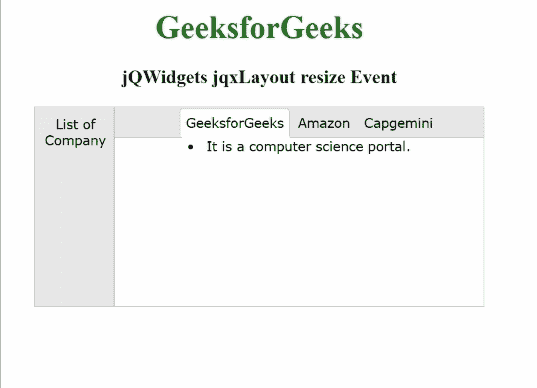 GeeksforGeeks
jQWidgets jqxLayout resize Event
List of
Company
GeeksforGeeks Amazon Capgemini
• It is a computer science portal.